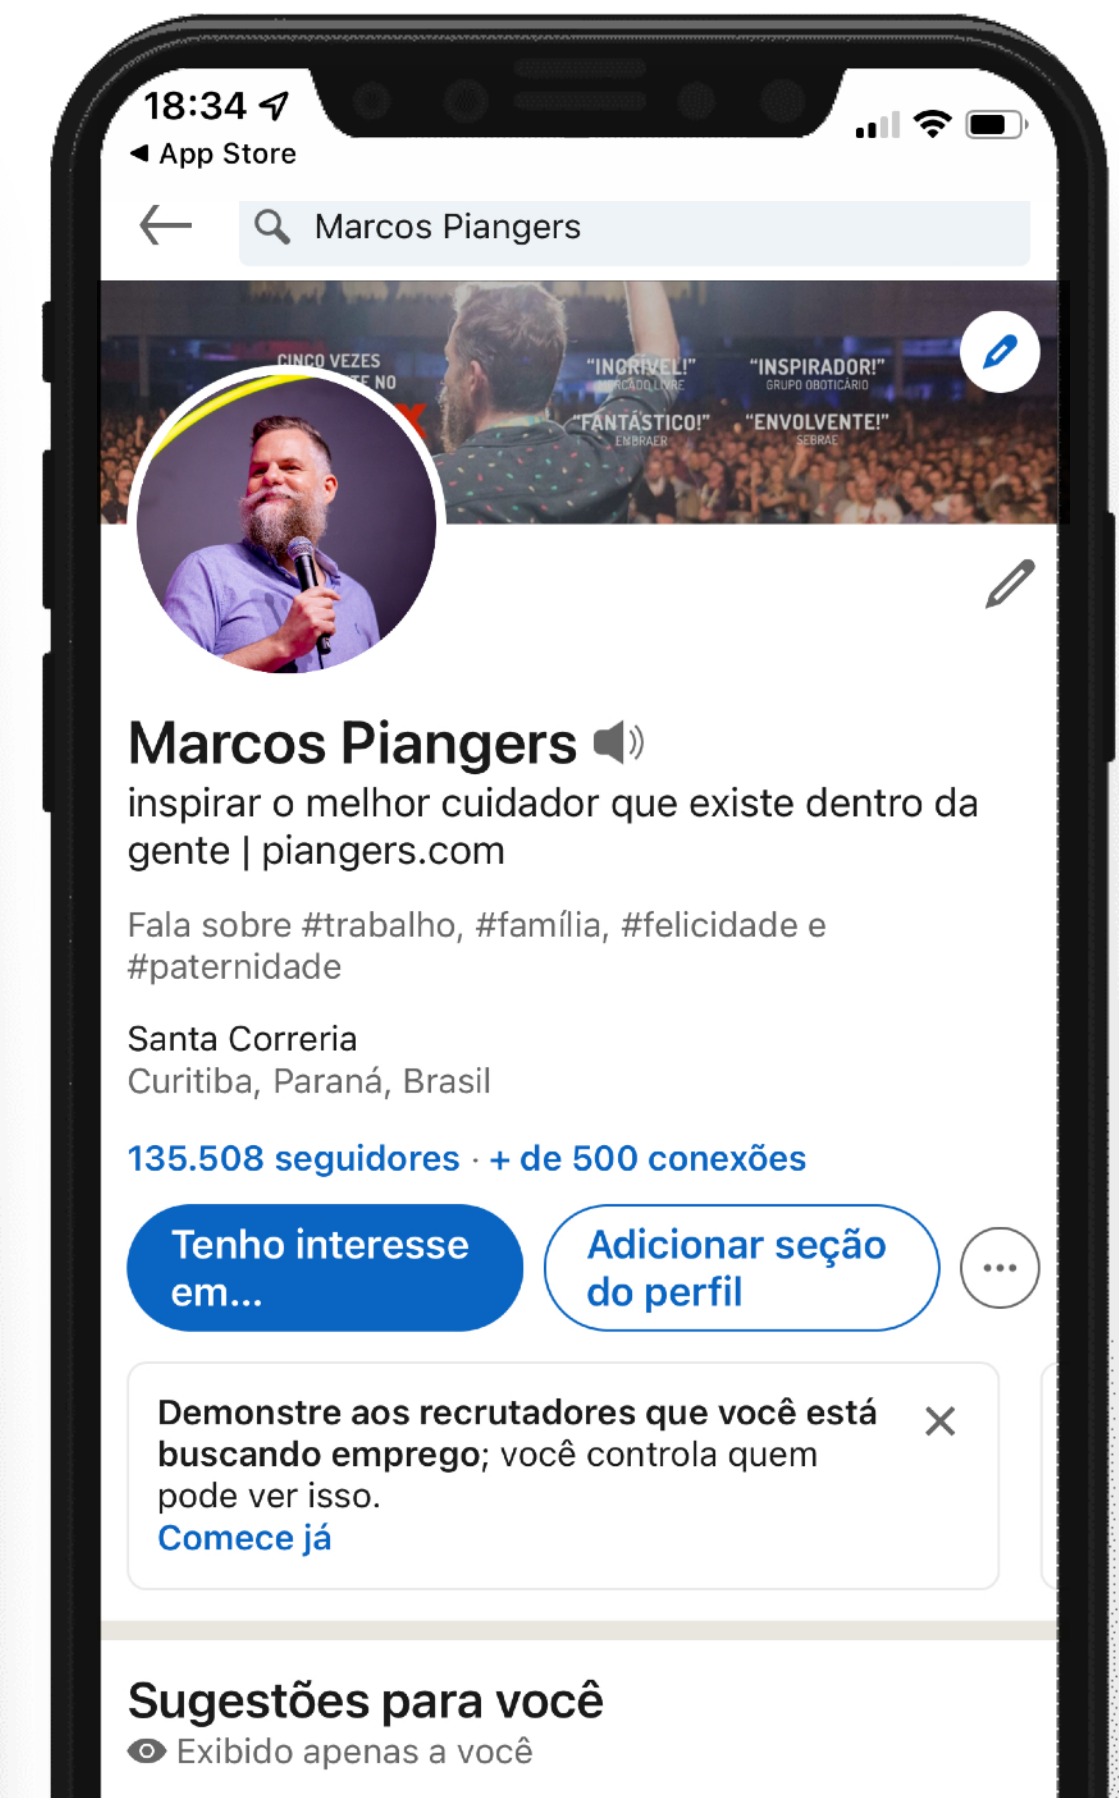 18:34
◀ App Store
Marcos Piangers
CINCO VEZES
NO
"INCRÍVEL!"
MERCADO LIVRE
"INSPIRADOR!"
GRUPO OBOTICÁRIO
"FANTÁSTICO!"
EMBRAER
"ENVOLVENTE!"
SEBRAE
Marcos Piangers
inspirar o melhor cuidador que existe dentro da
gente | piangers.com
Fala sobre #trabalho, #família, #felicidade e
#paternidade
Santa Correria
Curitiba, Paraná, Brasil
135.508 seguidores · + de 500 conexões
Tenho interesse
em...
Adicionar seção
do perfil
Demonstre aos recrutadores que você está
buscando emprego; você controla quem
pode ver isso.
Comece já
Sugestões para você
Exibido apenas a você